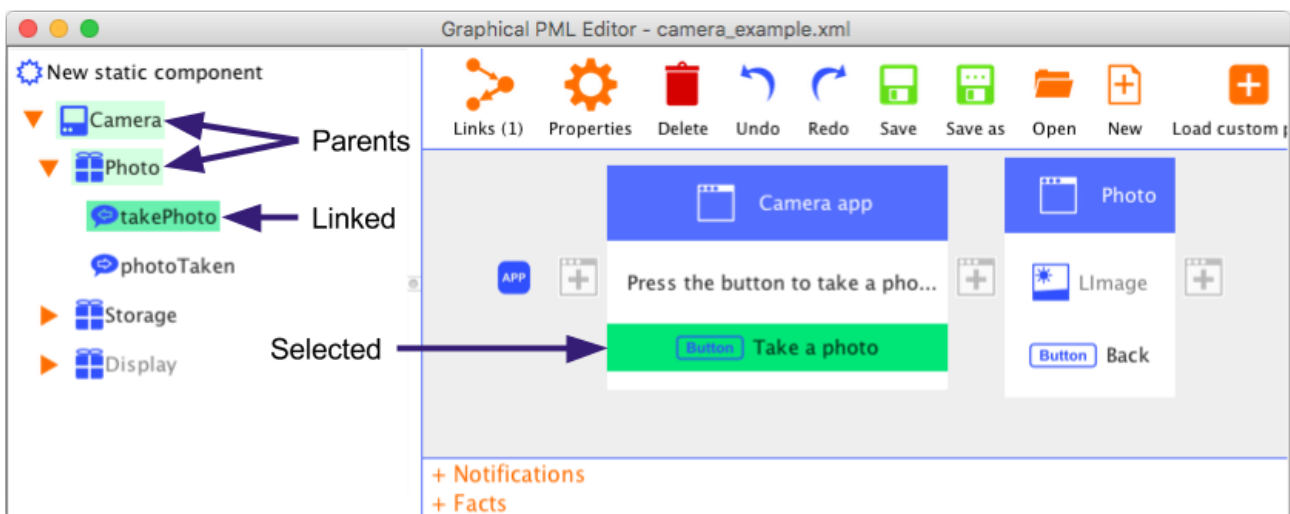 Graphical PML Editor - camera_example.xml
New static component
Camera
Parents
Photo
takePhoto
Linked
photoTaken
Storage
Selected
Display
Links (1) Properties Delete Undo Redo Save Save as Open New Load custom p
Camera app
APP
Press the button to take a pho...
Button Take a photo
Photo
LImage
Button Back
+ Notifications
+ Facts